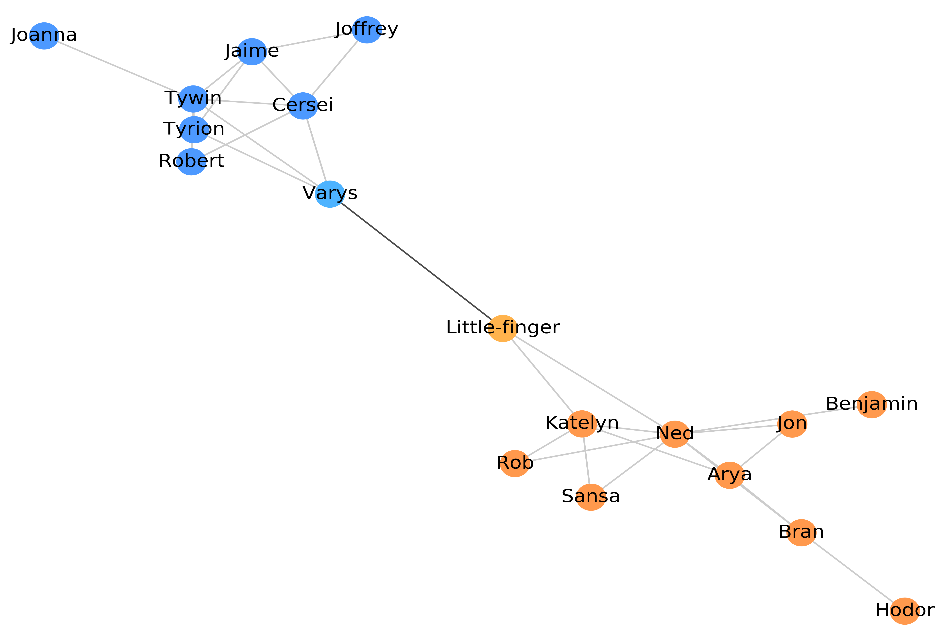 Joffrey
Joanna
Jaime
Tywin
Cersei
Tyrion
Robert
Varys
Little-finger
Benjamin
Katelyn
Jon
Ned
Rob
Arya
Sansa
Bran
Hodor